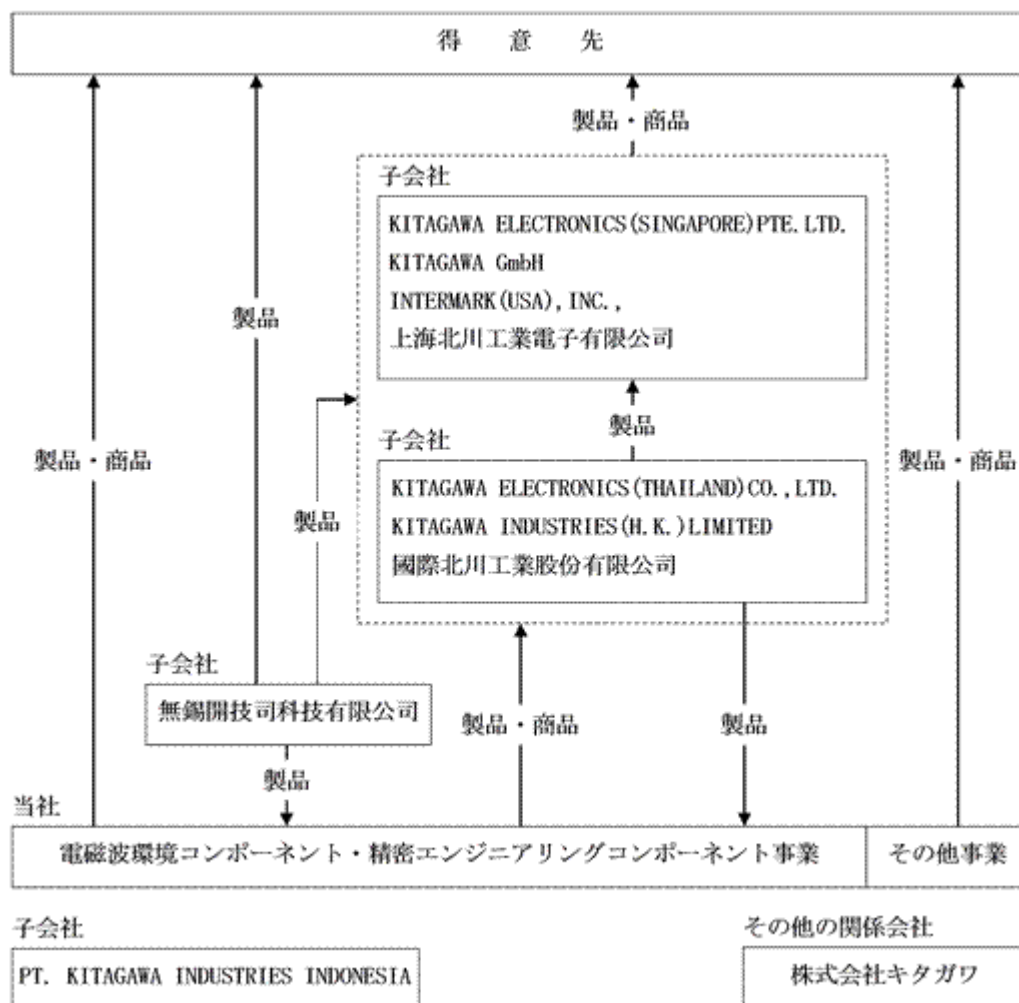 得 意 先
製品・商品
子会社
KITAGAWA ELECTRONICS(SINGAPORE)PTE.LTD.
KITAGAWA GmbH
INTERMARK(USA),INC.,
上海北川工業電子有限公司
製品
製品
子会社
製品・商品
製品・商品
KITAGAWA ELECTRONICS(THAILAND)CO.,LTD.
KITAGAWA INDUSTRIES(H.K.)LIMITED
國際北川工業股份有限公司
製品
子会社
無錫開技司科技有限公司
製品・商品
製品
製品
当社
電磁波環境コンポーネント・精密エンジニアリングコンポーネント事業
その他事業
子会社
PT. KITAGAWA INDUSTRIES INDONESIA
その他の関係会社
株式会社キタガワ